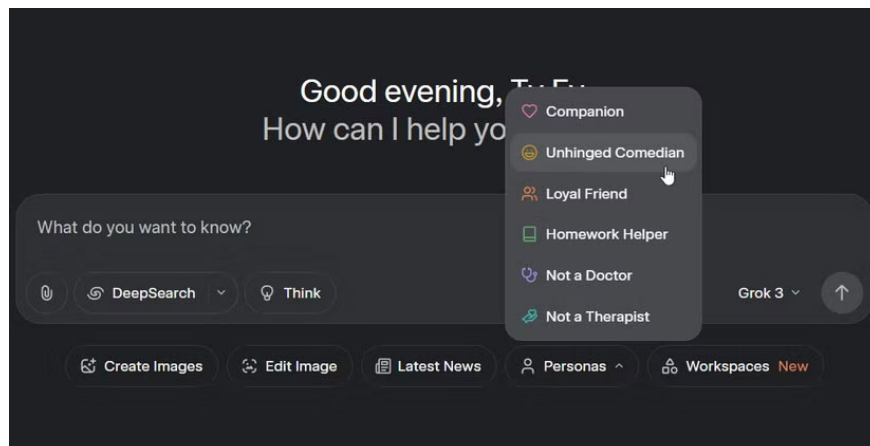 Good evening,
How can I help
Companion
Unhinged Comedian
Loyal Friend
Homework Helper
Not a Doctor
Not a Therapist
What do you want to know?
DeepSearch
Think
Grok 3
Create Images
Edit Image
Latest News
Personas
Workspaces New